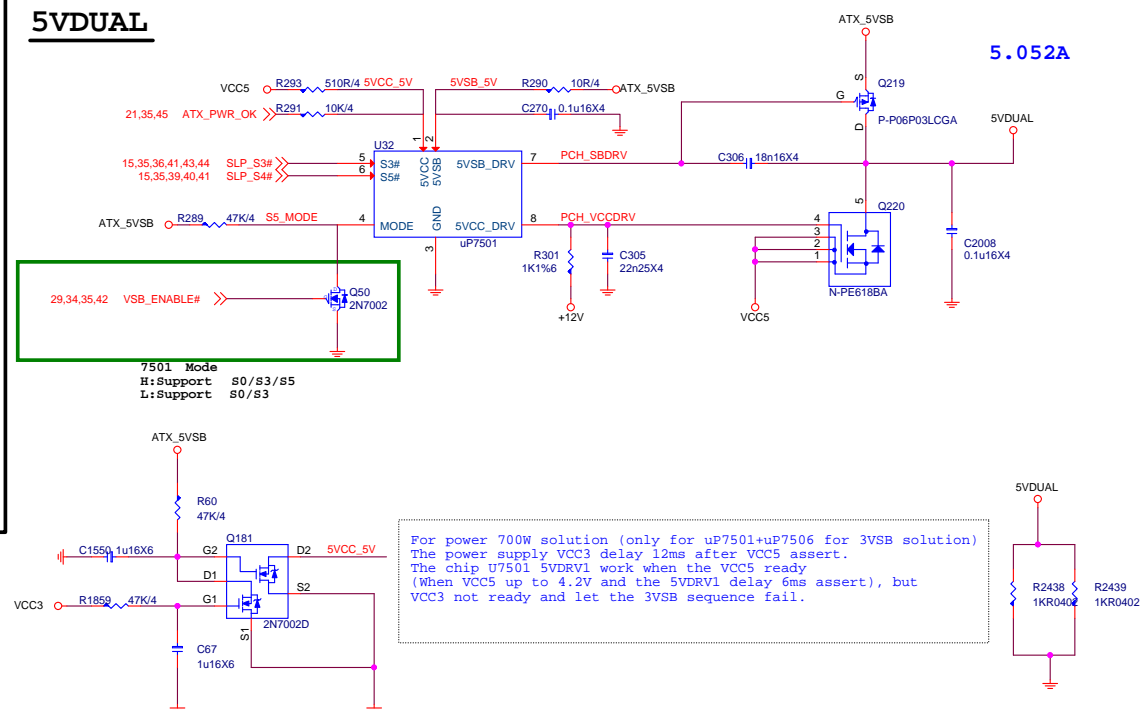 5VDUAL
ATX_5VSB
5.052A
VCC5
R293
510R/4
5VCC_5V
5VSB_5V
R290
10R/4
ATX_5VSB
S
Q219
G
P-P06P03LCGA
D
21,35,45
ATX_PWR_OK
R291
10K/4
C270
0.1u16X4
5VDUAL
U32
1
2
15,35,36,41,43,44
SLP_S3#
5
S3#
5VCC
5VSB
5VSB_DRV
7
PCH_SBDRV
C306
18n16X4
15,35,39,40,41
SLP_S4#
6
S5#
ATX_5VSB
R289
47K/4
S5_MODE
4
MODE
GND
5VCC_DRV
8
PCH_VCCDRV
3
uP7501
R301
1K1%6
C305
22n25X4
+12V
5
Q220
4
3
2
1
N-PE618BA
VCC5
C2008
0.1u16X4
29,34,35,42
VSB_ENABLE#
Q50
2N7002
7501 Mode
H:Support S0/S3/S5
L:Support S0/S3
ATX_5VSB
R60
47K/4
C1550
1u16X6
Q181
G2
D2
5VCC_5V
D1
S2
VCC3
R1859
47K/4
G1
2N7002D
S1
C67
1u16X6
For power 700W solution (only for uP7501+uP7506 for 3VSB solution)
The power supply VCC3 delay 12ms after VCC5 assert.
The chip U7501 5VDRV1 work when the VCC5 ready
(When VCC5 up to 4.2V and the 5VDRV1 delay 6ms assert), but
VCC3 not ready and let the 3VSB sequence fail.
5VDUAL
R2438
1KR0402
R2439
1KR0402